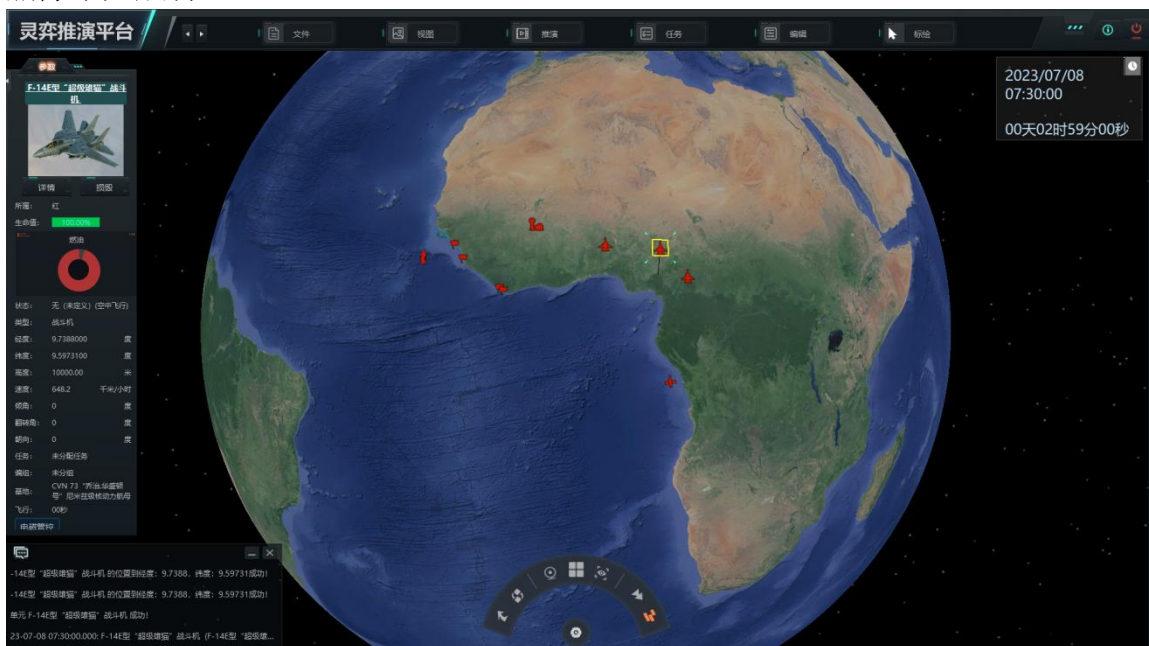 灵弈推演平台
文件
视图
推演
任务
编辑
标绘
参数
F-14E型“超级雄猫”战斗
机
详情
损毁
所属: 红
生命值: 100.00%
燃油
状态: 无 (未定义) (空中飞行)
类型: 战斗机
经度: 9.7388000 度
纬度: 9.5973100 度
高度: 10000.00 米
速度: 648.2 千米/小时
倾角: 0 度
翻转角: 0 度
朝向: 0 度
任务: 未分配任务
编组: 未分组
基地: CVN 73 “乔治.华盛顿
号”尼米兹级核动力航母
飞行: 00秒
电磁管控
2023/07/08
07:30:00
00天02时59分00秒
-14E型“超级雄猫”战斗机 的位置到经度: 9.7388, 纬度: 9.59731成功!
-14E型“超级雄猫”战斗机 的位置到经度: 9.7388, 纬度: 9.59731成功!
单元 F-14E型“超级雄猫”战斗机 成功!
23-07-08 07:30:00.000: F-14E型“超级雄猫”战斗机 (F-14E型“超级雄...